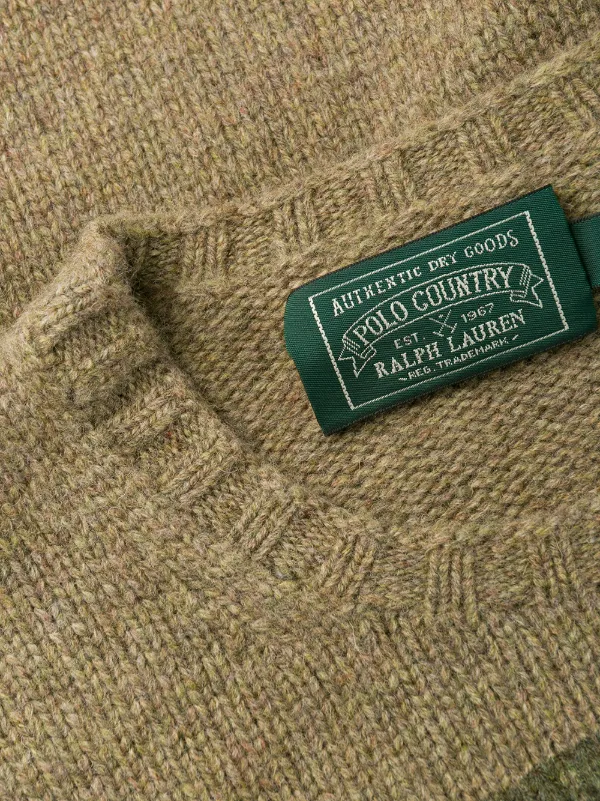 AUTHENTIC DRY GOODS
POLO COUNTRY
EST. 1967
RALPH LAUREN
REG. TRADEMARK